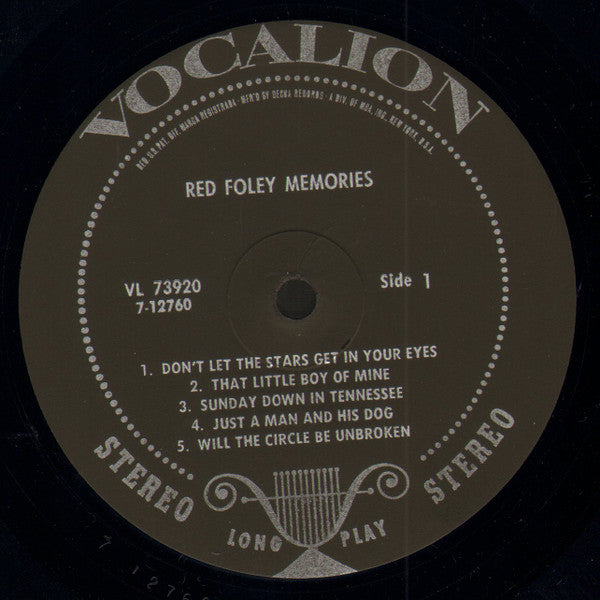 VOCALION
REG. U.S. PAT. OFF. MARCA REGISTRADA · MFR'D BY DECCA RECORDS · A DIV. OF MCA, INC., NEW YORK, U.S.A.
RED FOLEY MEMORIES
VL 73920
7-12760
Side 1
1. DON'T LET THE STARS GET IN YOUR EYES
2. THAT LITTLE BOY OF MINE
3. SUNDAY DOWN IN TENNESSEE
4. JUST A MAN AND HIS DOG
5. WILL THE CIRCLE BE UNBROKEN
STEREO
LONG PLAY
STEREO
7 12760